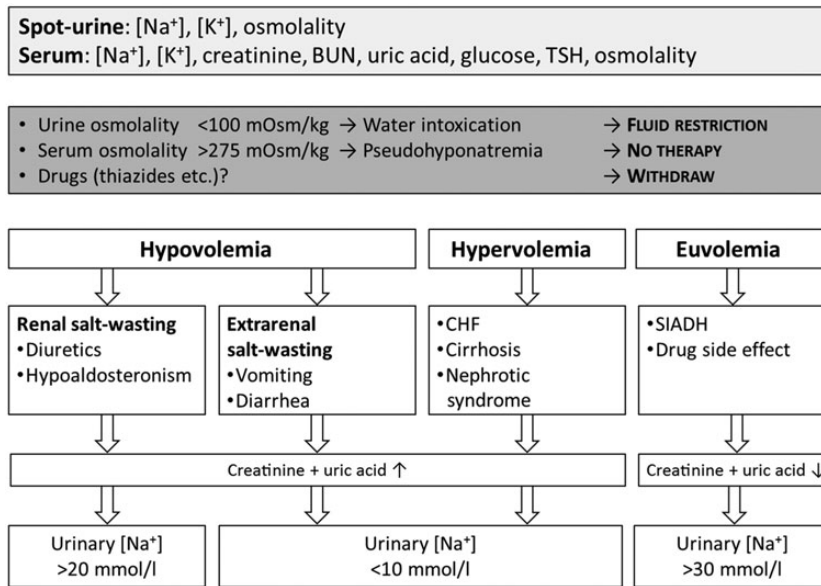 Spot-urine: [Na⁺], [K⁺], osmolality
Serum: [Na⁺], [K⁺], creatinine, BUN, uric acid, glucose, TSH, osmolality
• Urine osmolality <100 mOsm/kg → Water intoxication → FLUID RESTRICTION
• Serum osmolality >275 mOsm/kg → Pseudohyponatremia → NO THERAPY
• Drugs (thiazides etc.)? → WITHDRAW
Hypovolemia
Hypervolemia
Euvolemia
Renal salt-wasting
•Diuretics
•Hypoaldosteronism
Extrarenal
salt-wasting
•Vomiting
•Diarrhea
•CHF
•Cirrhosis
•Nephrotic
syndrome
•SIADH
•Drug side effect
Creatinine + uric acid ↑
Creatinine + uric acid ↓
Urinary [Na⁺]
>20 mmol/l
Urinary [Na⁺]
<10 mmol/l
Urinary [Na⁺]
>30 mmol/l